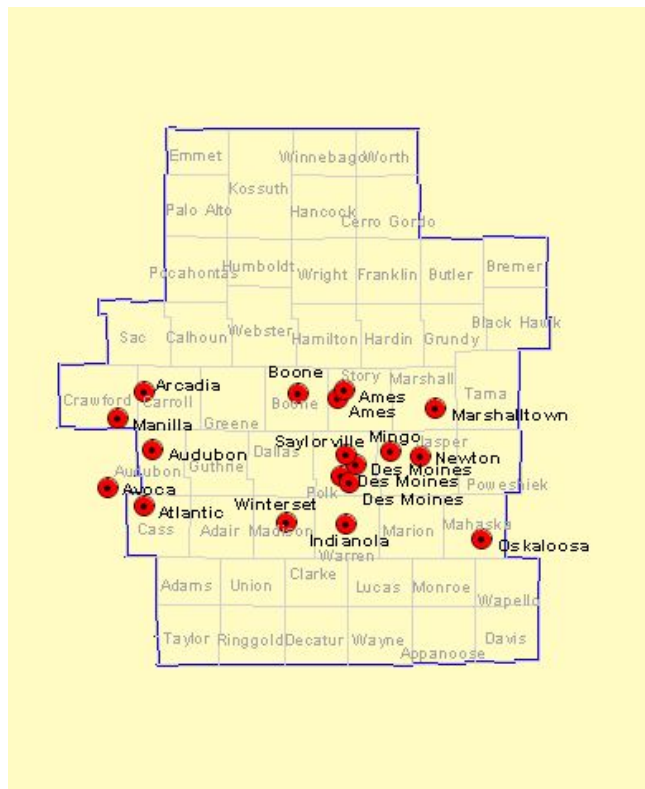 Emmet
Winnebago
Worth
Kossuth
Palo Alto
Hancock
Cerro Gordo
Pocahontas
Humboldt
Wright
Franklin
Butler
Bremer
Black Hawk
Sac
Calhoun
Webster
Hamilton
Hardin
Grundy
Boone
Story
Marshall
Arcadia
Ames
Tama
Crawford
Carroll
Boone
Ames
Marshalltown
Manilla
Greene
Saylorville
Mingo
Jasper
Audubon
Dallas
Newton
Audubon
Guthrie
Des Moines
Des Moines
Poweshiek
Avoca
Polk
Des Moines
Atlantic
Winterset
Cass
Adair
Madison
Indianola
Marion
Mahaska
Oskaloosa
Warren
Clarke
Adams
Union
Lucas
Monroe
Wapello
Taylor
Ringgold
Decatur
Wayne
Appanoose
Davis